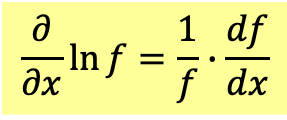 ∂/∂x ln f = 1/f · df/dx